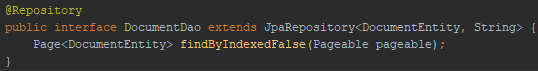 @Repository
public interface DocumentDao extends JpaRepository<DocumentEntity, String> {
    Page<DocumentEntity> findByIndexedFalse(Pageable pageable);
}